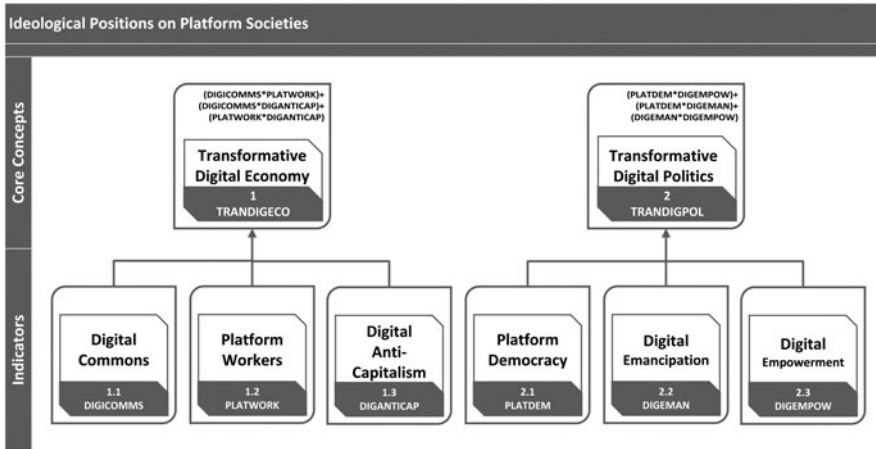 Ideological Positions on Platform Societies
Core Concepts
(DIGICOMMS*PLATWORK)+
(DIGICOMMS*DIGANTICAP)+
(PLATWORK*DIGANTICAP)
Transformative
Digital Economy
1
TRANDIGECO
(PLATDEM*DIGEMPOW)+
(PLATDEM*DIGEMAN)+
(DIGEMAN*DIGEMPOW)
Transformative
Digital Politics
2
TRANDIGPOL
Indicators
Digital
Commons
1.1
DIGICOMMS
Platform
Workers
1.2
PLATWORK
Digital
Anti-
Capitalism
1.3
DIGANTICAP
Platform
Democracy
2.1
PLATDEM
Digital
Emancipation
2.2
DIGEMAN
Digital
Empowerment
2.3
DIGEMPOW